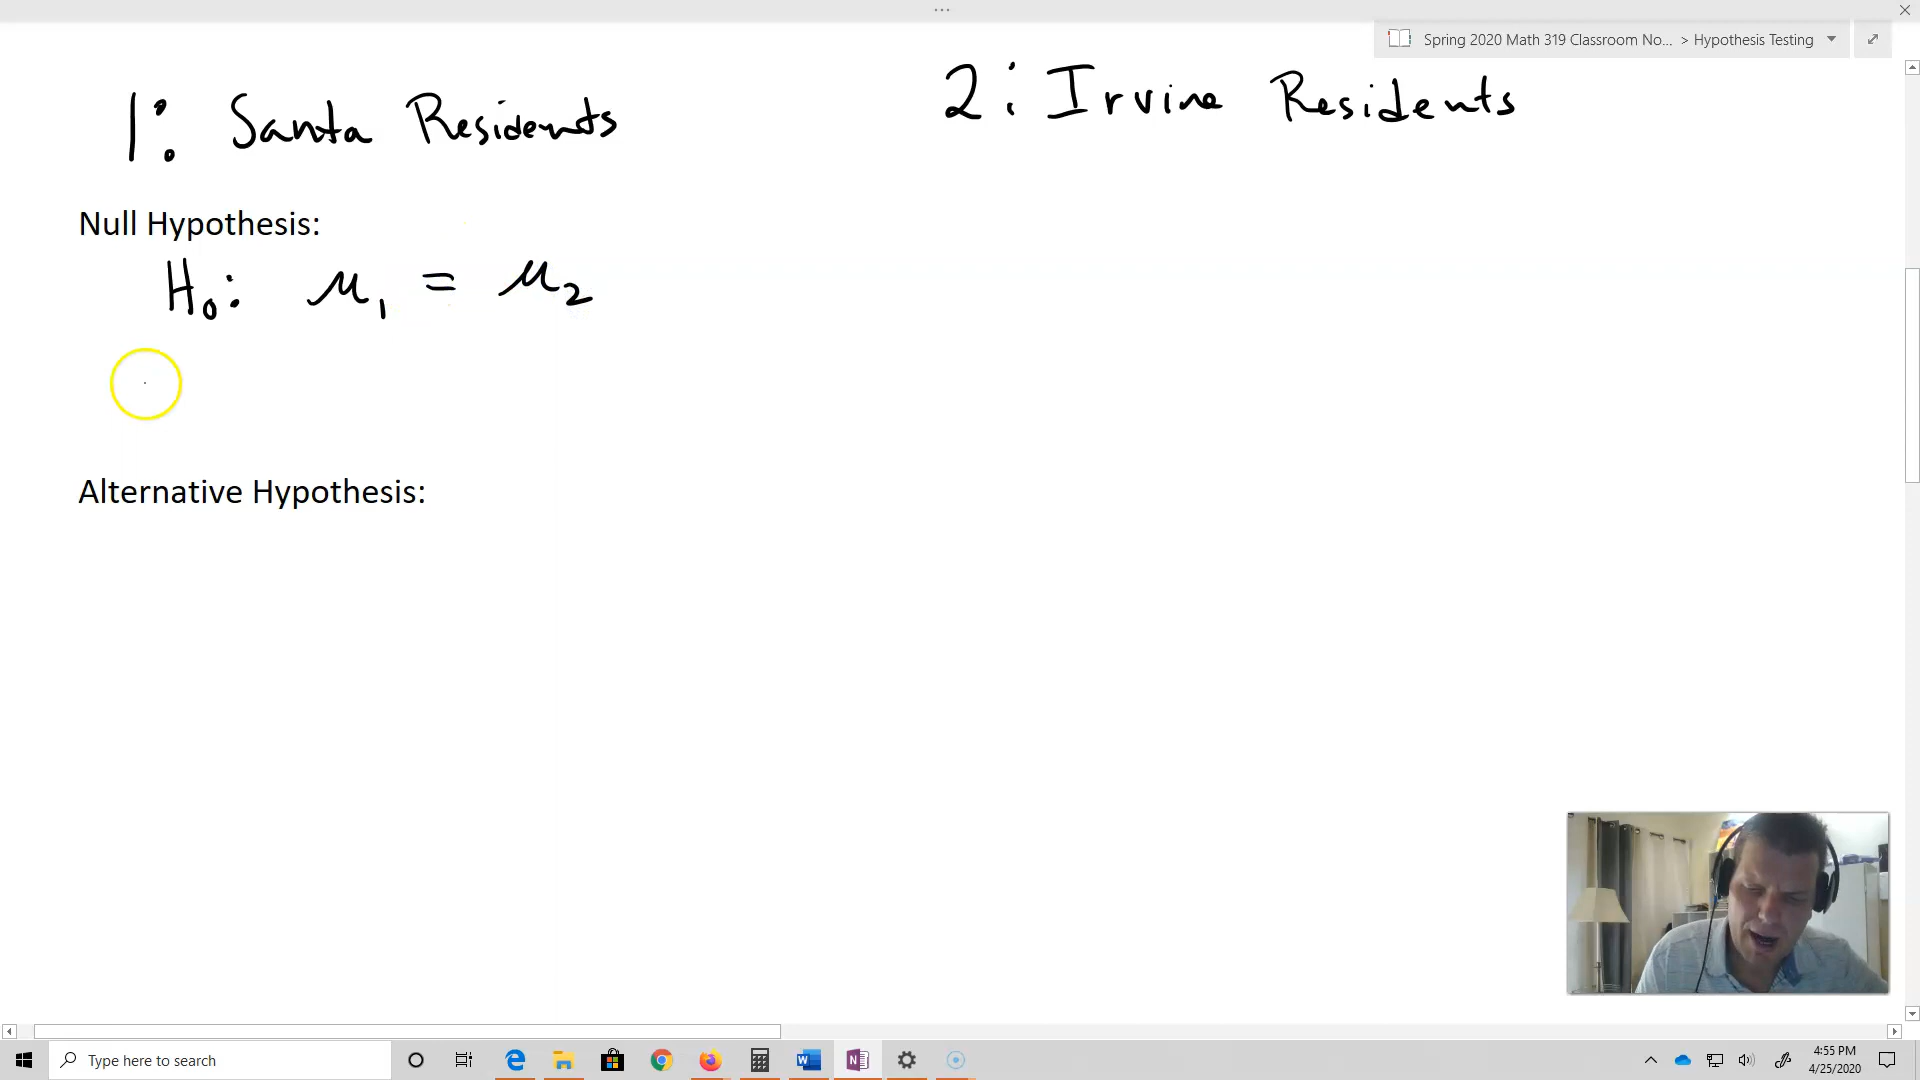 Spring 2020 Math 319 Classroom No... > Hypothesis Testing
1: Santa Residents
2: Irvine Residents
Null Hypothesis:
H₀: μ₁ = μ₂
Alternative Hypothesis:
Type here to search
4:55 PM
4/25/2020